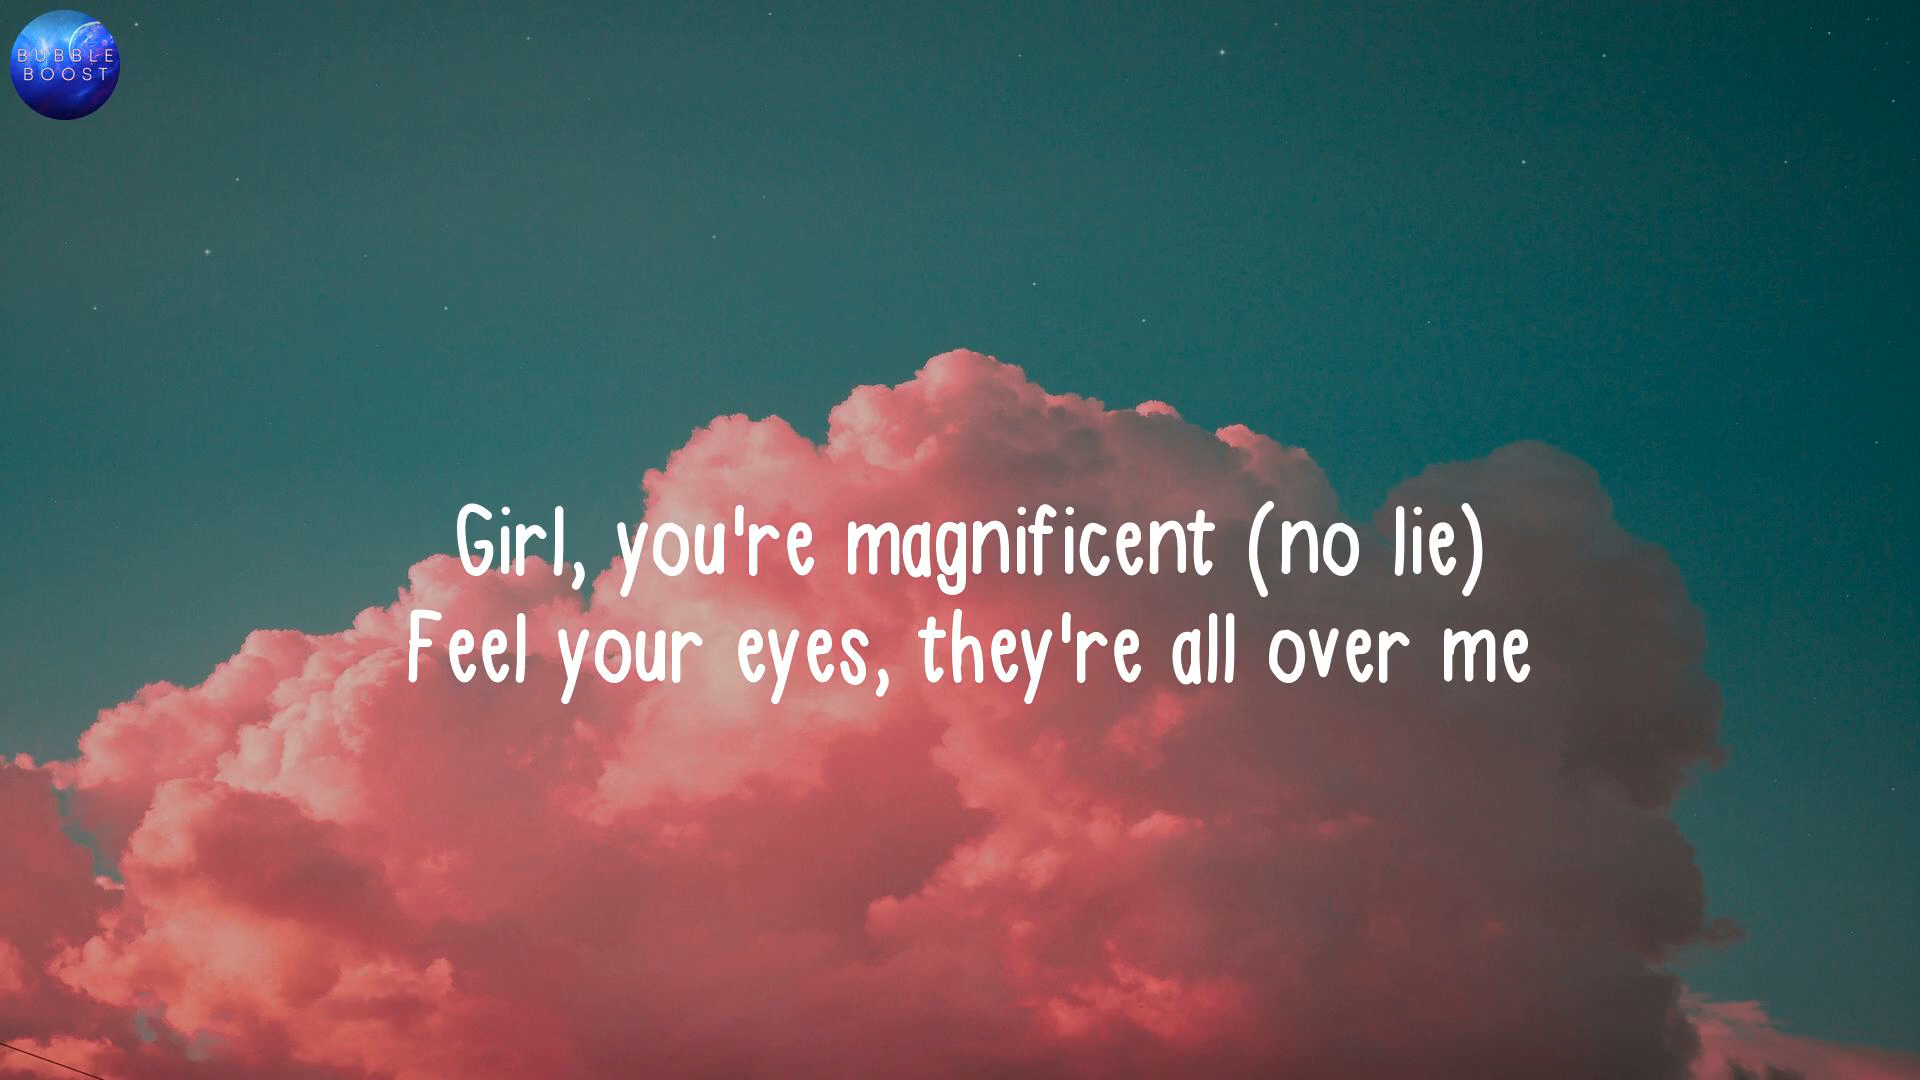 BUBBLE
BOOST
Girl, you're magnificent (no lie)
Feel your eyes, they're all over me